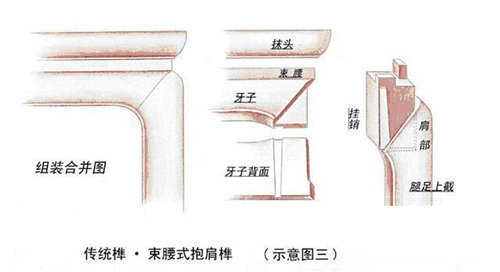 抹头
束腰
牙子
挂销
肩部
组装合并图
牙子背面
腿足上截
传统榫·束腰式抱肩榫 (示意图三)